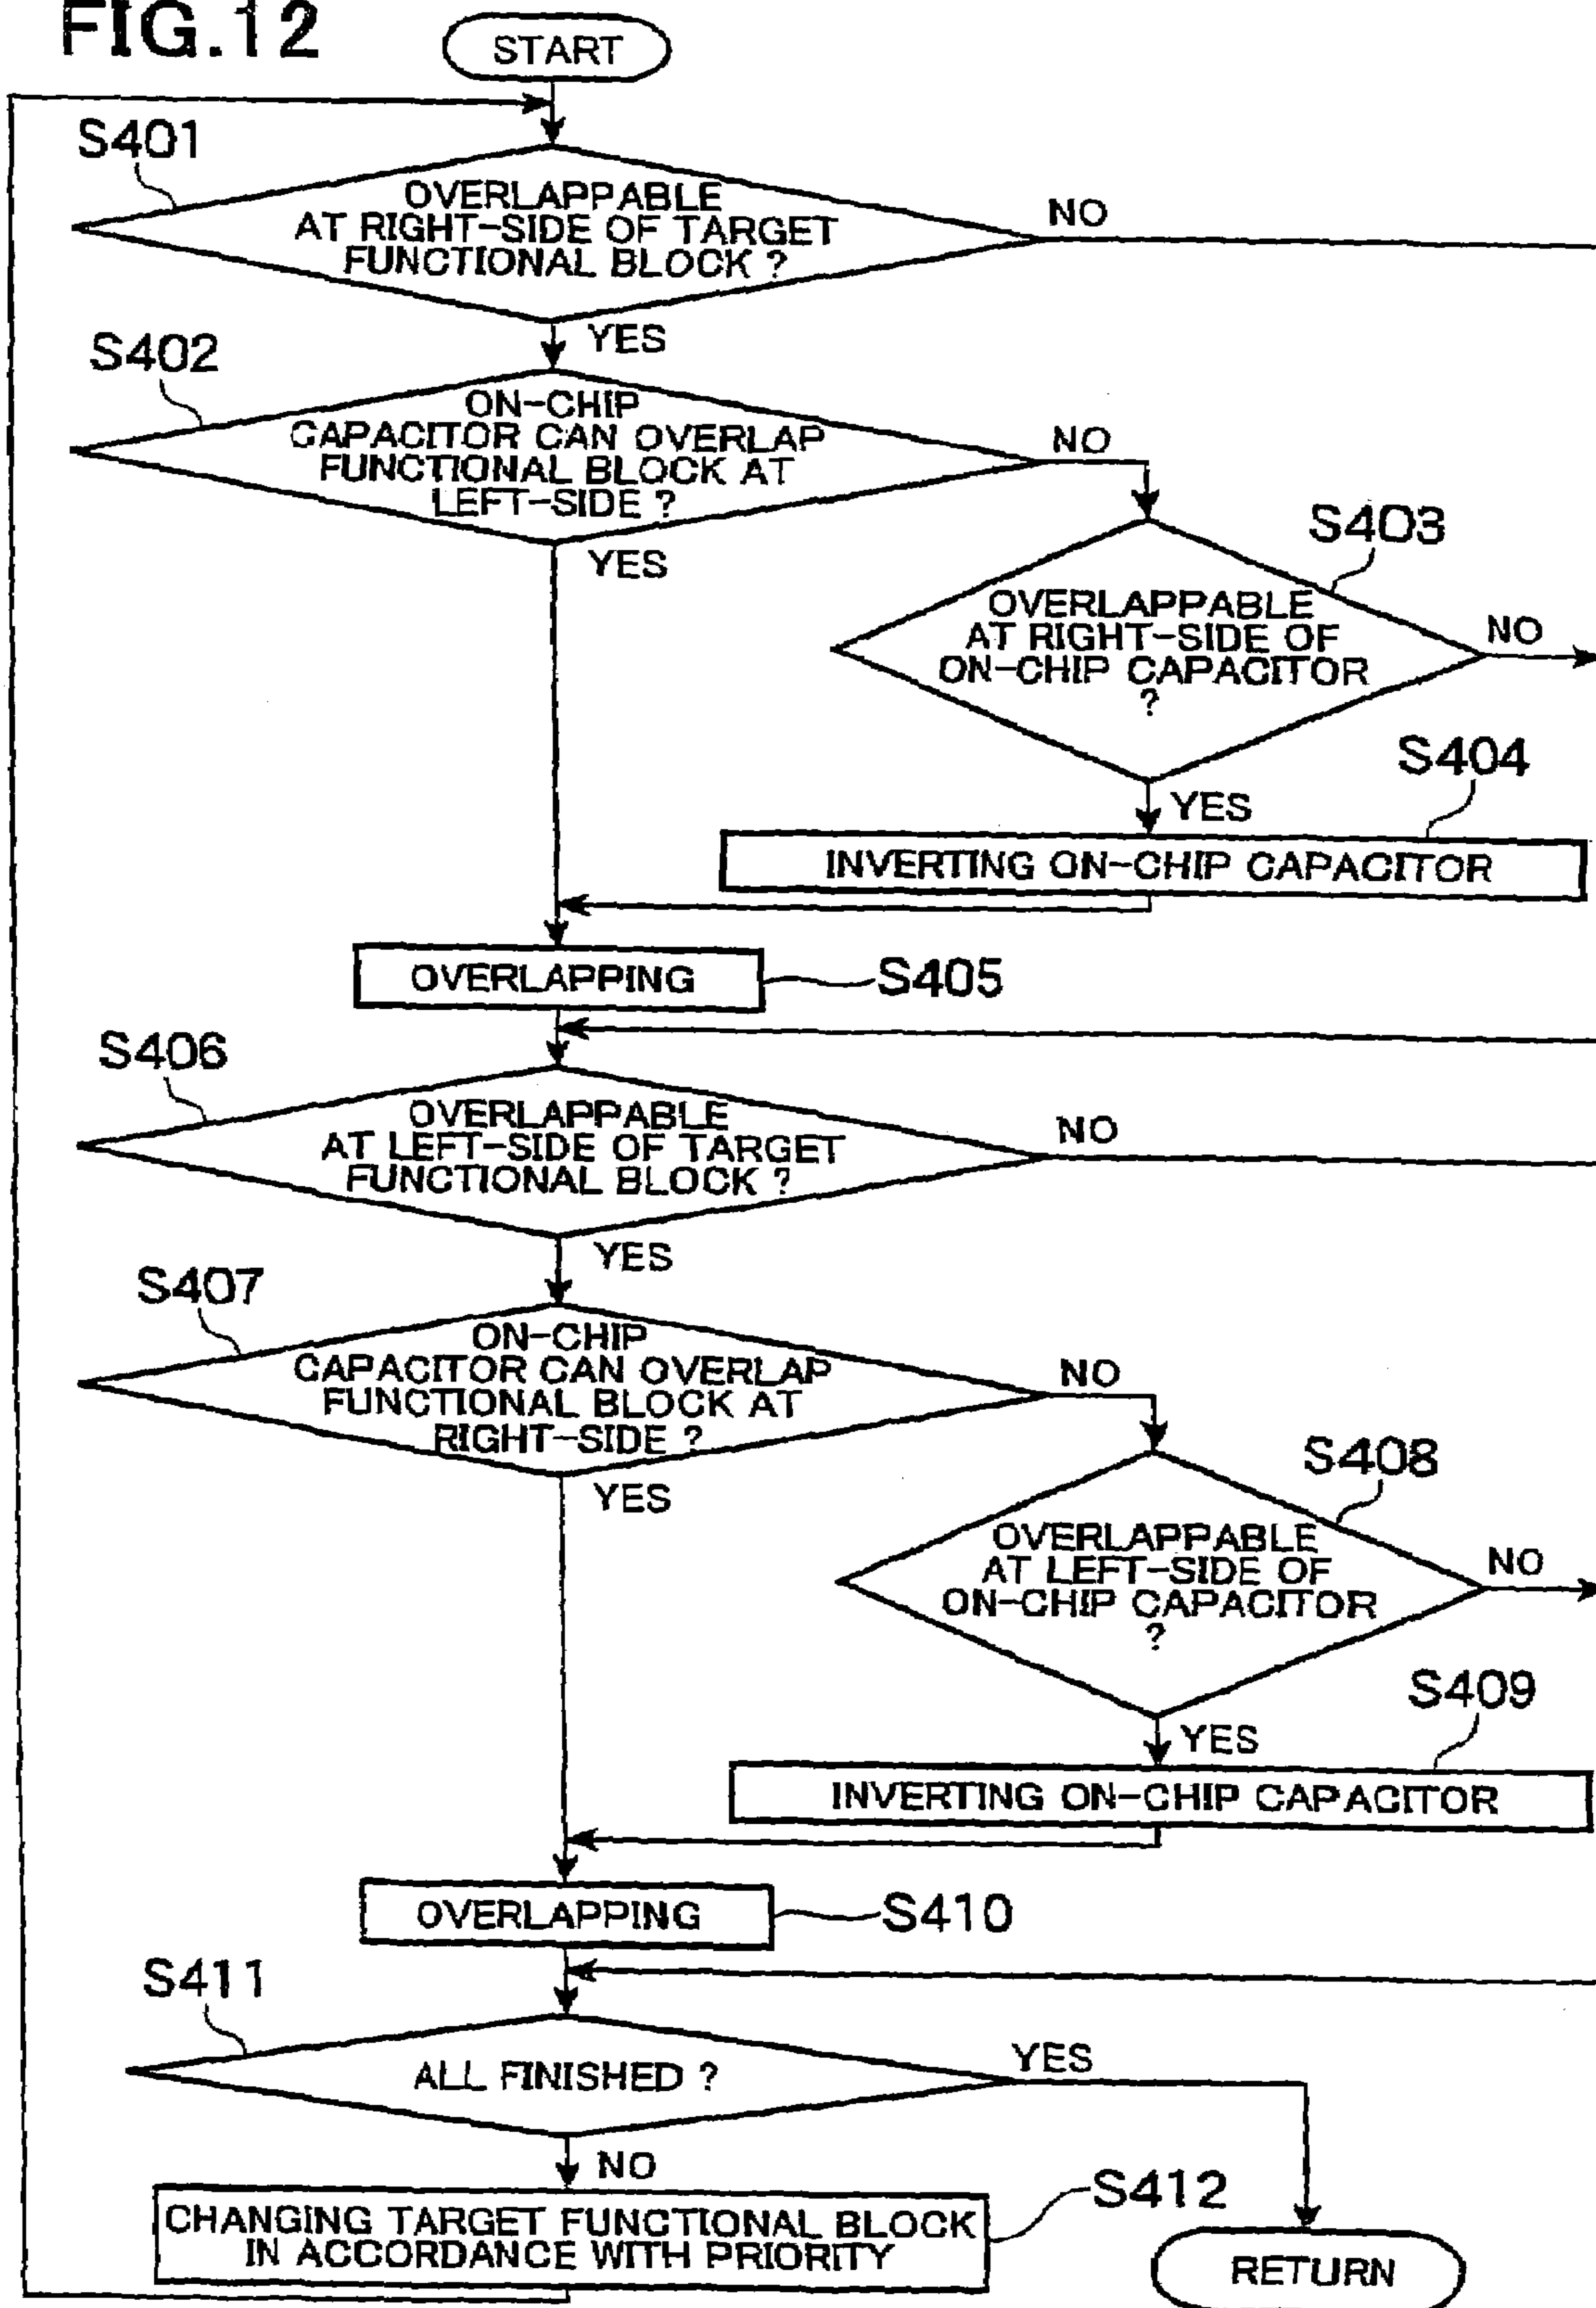 FIG.12
START
S401
OVERLAPPABLE
AT RIGHT-SIDE OF TARGET
FUNCTIONAL BLOCK ?
NO
YES
S402
ON-CHIP
CAPACITOR CAN OVERLAP
FUNCTIONAL BLOCK AT
LEFT-SIDE ?
NO
YES
S403
OVERLAPPABLE
AT RIGHT-SIDE OF
ON-CHIP CAPACITOR
?
NO
YES
S404
INVERTING ON-CHIP CAPACITOR
OVERLAPPING
S405
S406
OVERLAPPABLE
AT LEFT-SIDE OF TARGET
FUNCTIONAL BLOCK ?
NO
YES
S407
ON-CHIP
CAPACITOR CAN OVERLAP
FUNCTIONAL BLOCK AT
RIGHT-SIDE ?
NO
YES
S408
OVERLAPPABLE
AT LEFT-SIDE OF
ON-CHIP CAPACITOR
?
NO
YES
S409
INVERTING ON-CHIP CAPACITOR
OVERLAPPING
S410
S411
ALL FINISHED ?
YES
NO
S412
CHANGING TARGET FUNCTIONAL BLOCK
IN ACCORDANCE WITH PRIORITY
RETURN